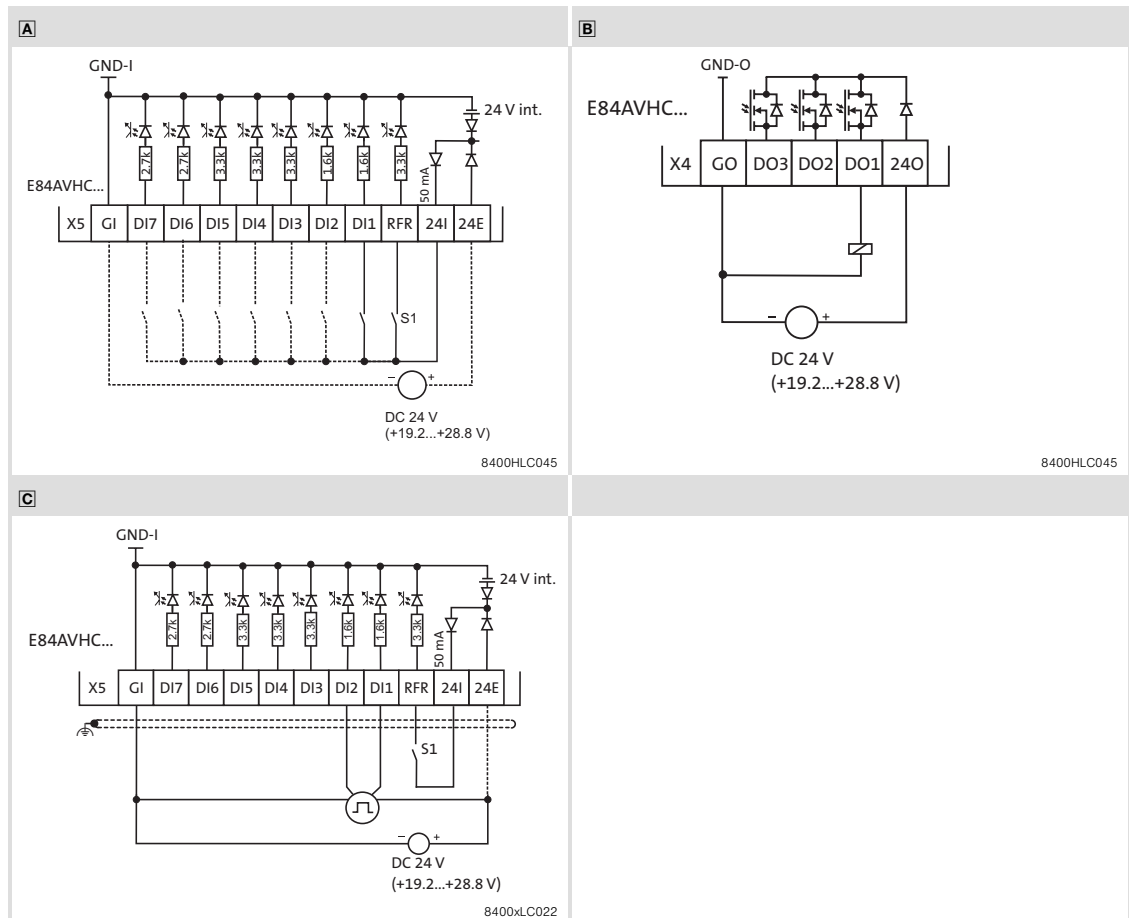 A
GND-I
24 V int.
2.7k
2.7k
3.3k
3.3k
3.3k
1.6k
1.6k
3.3k
50 mA
E84AVHC...
X5 GI DI7 DI6 DI5 DI4 DI3 DI2 DI1 RFR 24I 24E
S1
– +
DC 24 V
(+19.2...+28.8 V)
8400HLC045
B
GND-O
E84AVHC...
X4 GO DO3 DO2 DO1 24O
– +
DC 24 V
(+19.2...+28.8 V)
8400HLC045
C
GND-I
24 V int.
2.7k
2.7k
3.3k
3.3k
3.3k
1.6k
1.6k
3.3k
50 mA
E84AVHC...
X5 GI DI7 DI6 DI5 DI4 DI3 DI2 DI1 RFR 24I 24E
S1
– +
DC 24 V
(+19.2...+28.8 V)
8400xLC022